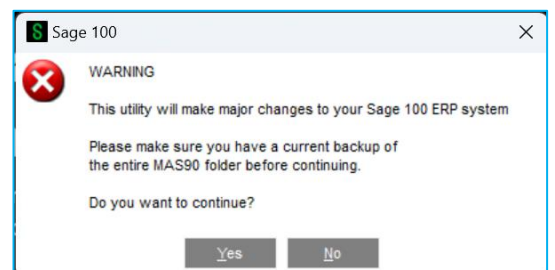 Sage 100
WARNING
This utility will make major changes to your Sage 100 ERP system
Please make sure you have a current backup of
the entire MAS90 folder before continuing.
Do you want to continue?
Yes No